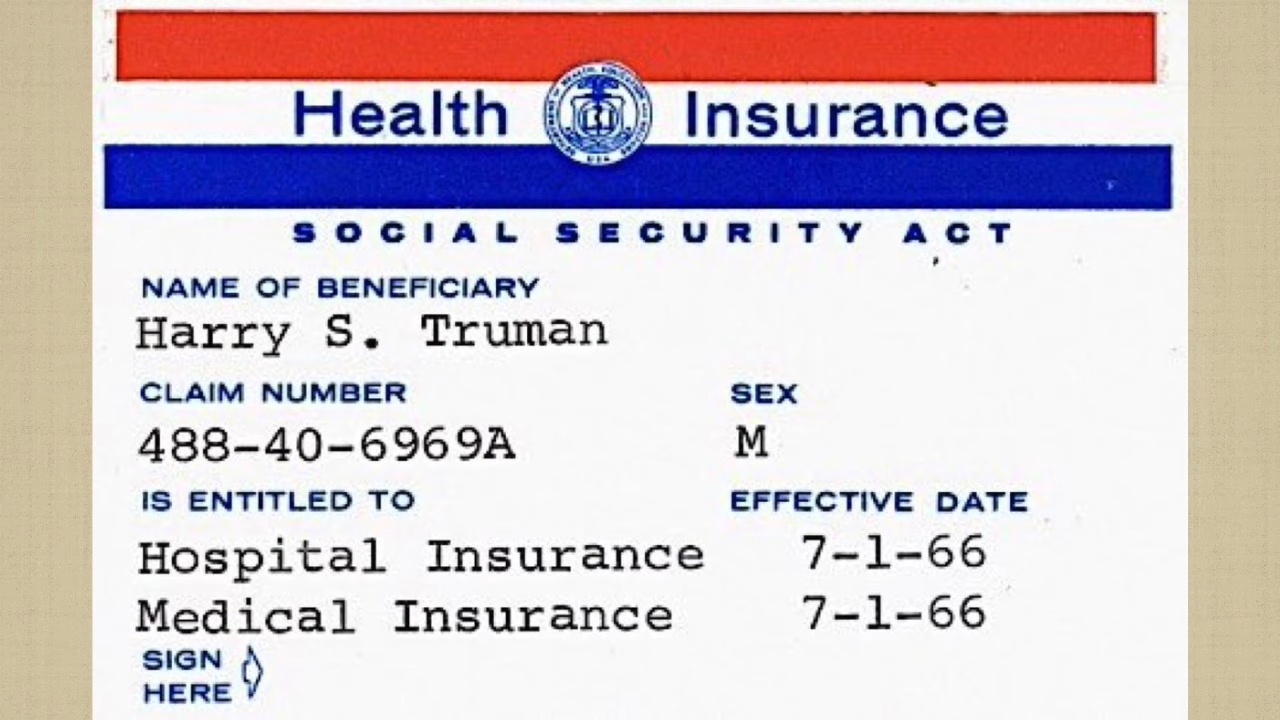 Health Insurance
SOCIAL SECURITY ACT
NAME OF BENEFICIARY
Harry S. Truman
CLAIM NUMBER SEX
488-40-6969A M
IS ENTITLED TO EFFECTIVE DATE
Hospital Insurance 7-1-66
Medical Insurance 7-1-66
SIGN
HERE